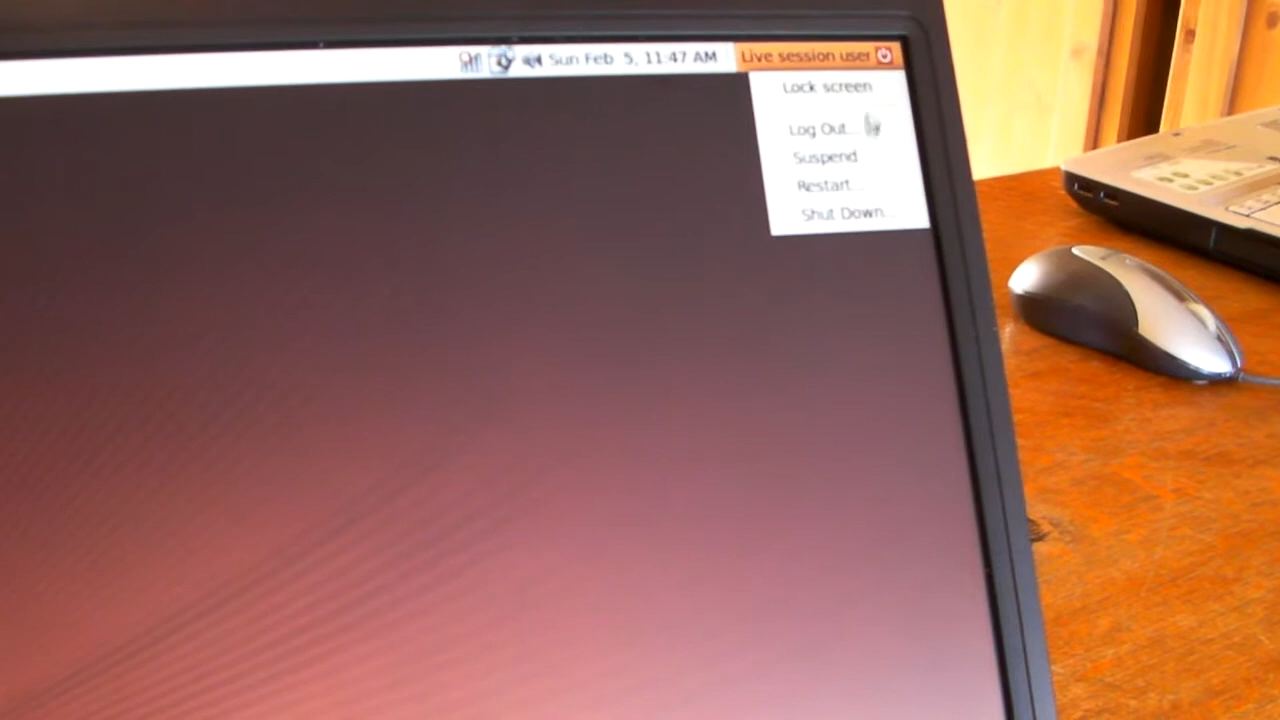 Sun Feb 5, 11:47 AM Live session user
Lock screen
Log Out...
Suspend
Restart...
Shut Down...